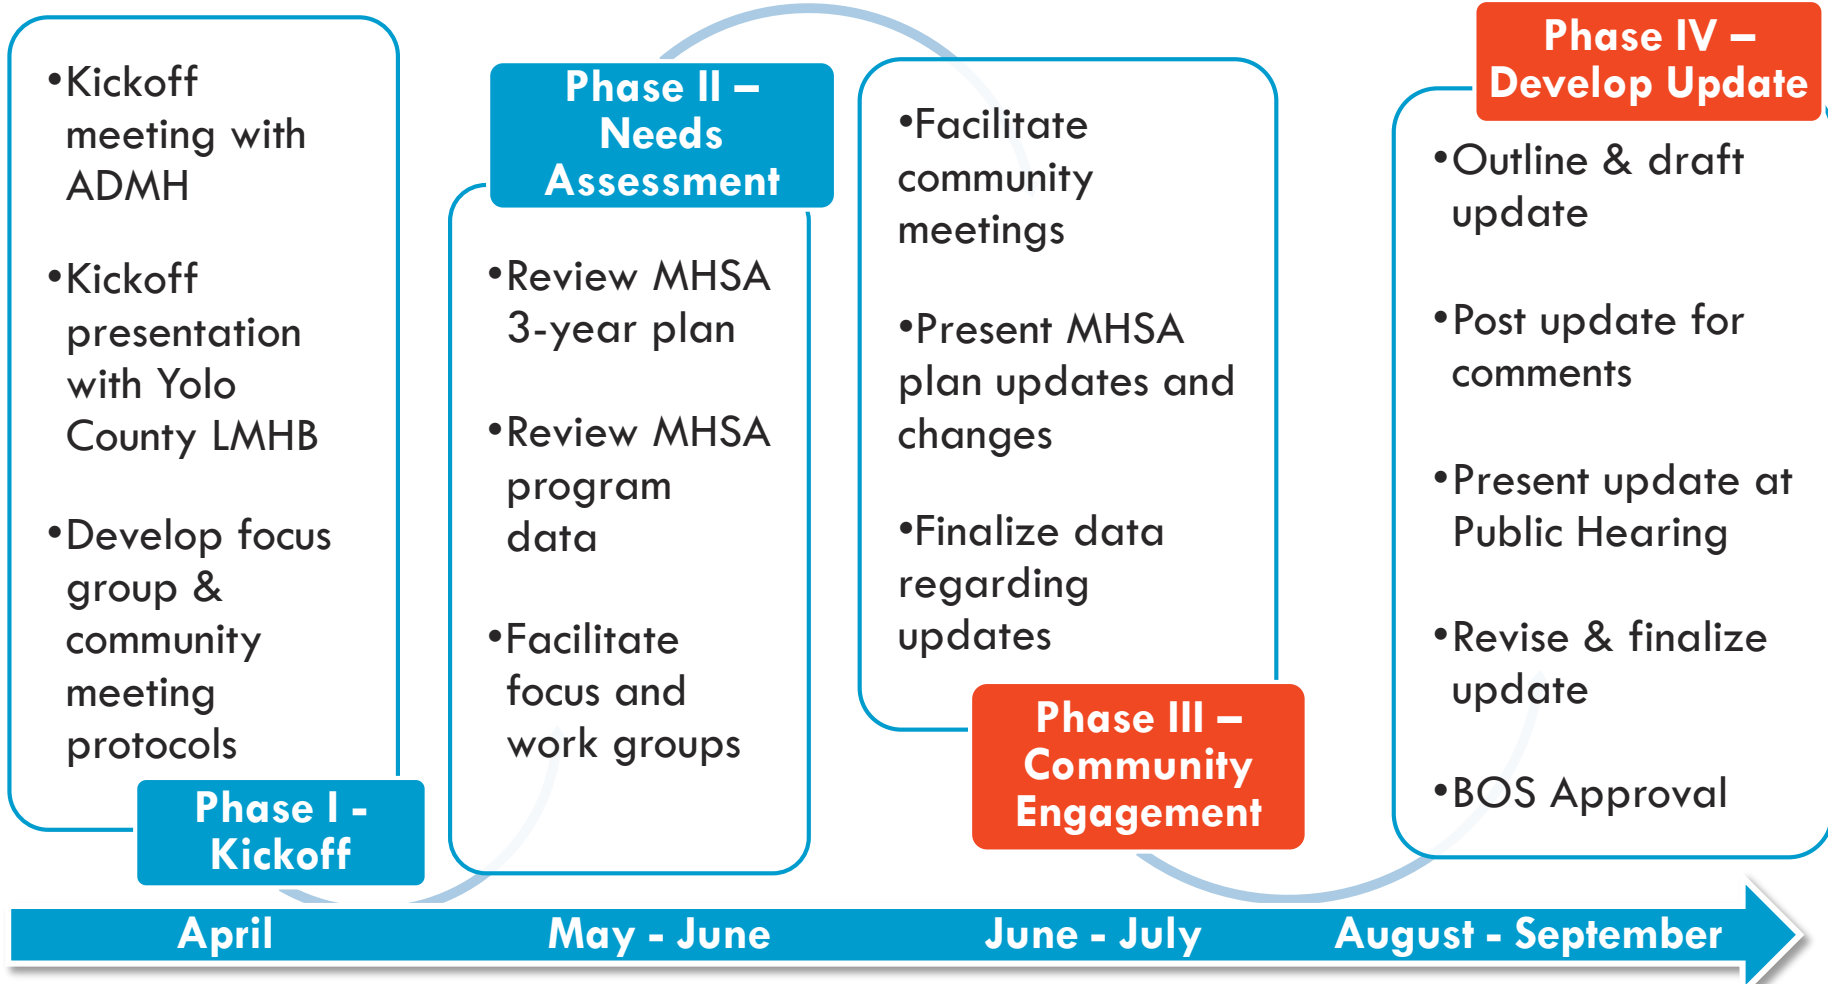 •Kickoff
meeting with
ADMH
•Kickoff
presentation
with Yolo
County LMHB
•Develop focus
group &
community
meeting
protocols
Phase I -
Kickoff
Phase II –
Needs
Assessment
•Review MHSA
3-year plan
•Review MHSA
program
data
•Facilitate
focus and
work groups
•Facilitate
community
meetings
•Present MHSA
plan updates and
changes
•Finalize data
regarding
updates
Phase III –
Community
Engagement
Phase IV –
Develop Update
•Outline & draft
update
•Post update for
comments
•Present update at
Public Hearing
•Revise & finalize
update
•BOS Approval
April
May - June
June - July
August - September